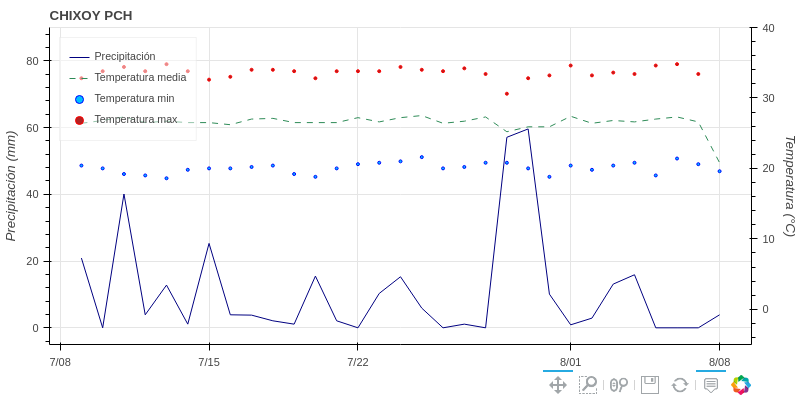 CHIXOY PCH
Precipitación
Temperatura media
Temperatura min
Temperatura max
Precipitación (mm)
80
60
40
20
0
Temperatura (°C)
40
30
20
10
0
7/08
7/15
7/22
8/01
8/08